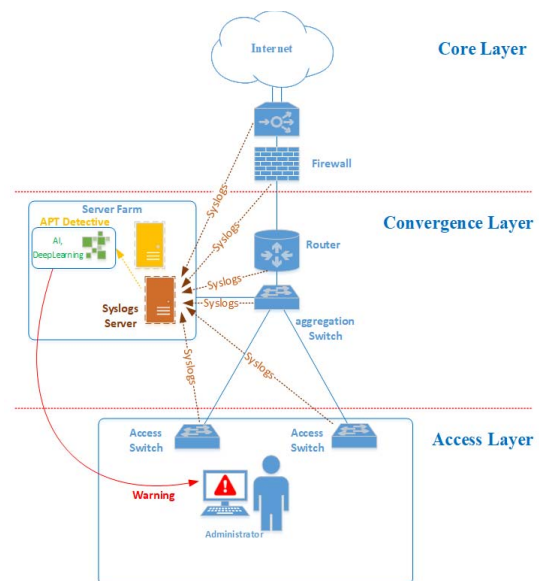 Internet
Core Layer
Firewall
Syslogs
Syslogs
Server Farm
APT Detective
AI,
DeepLearning
Convergence Layer
Router
Syslogs
Syslogs
Syslogs
Server
aggregation
Switch
Syslogs
Syslogs
Access
Switch
Access
Switch
Access Layer
Warning
Administrator